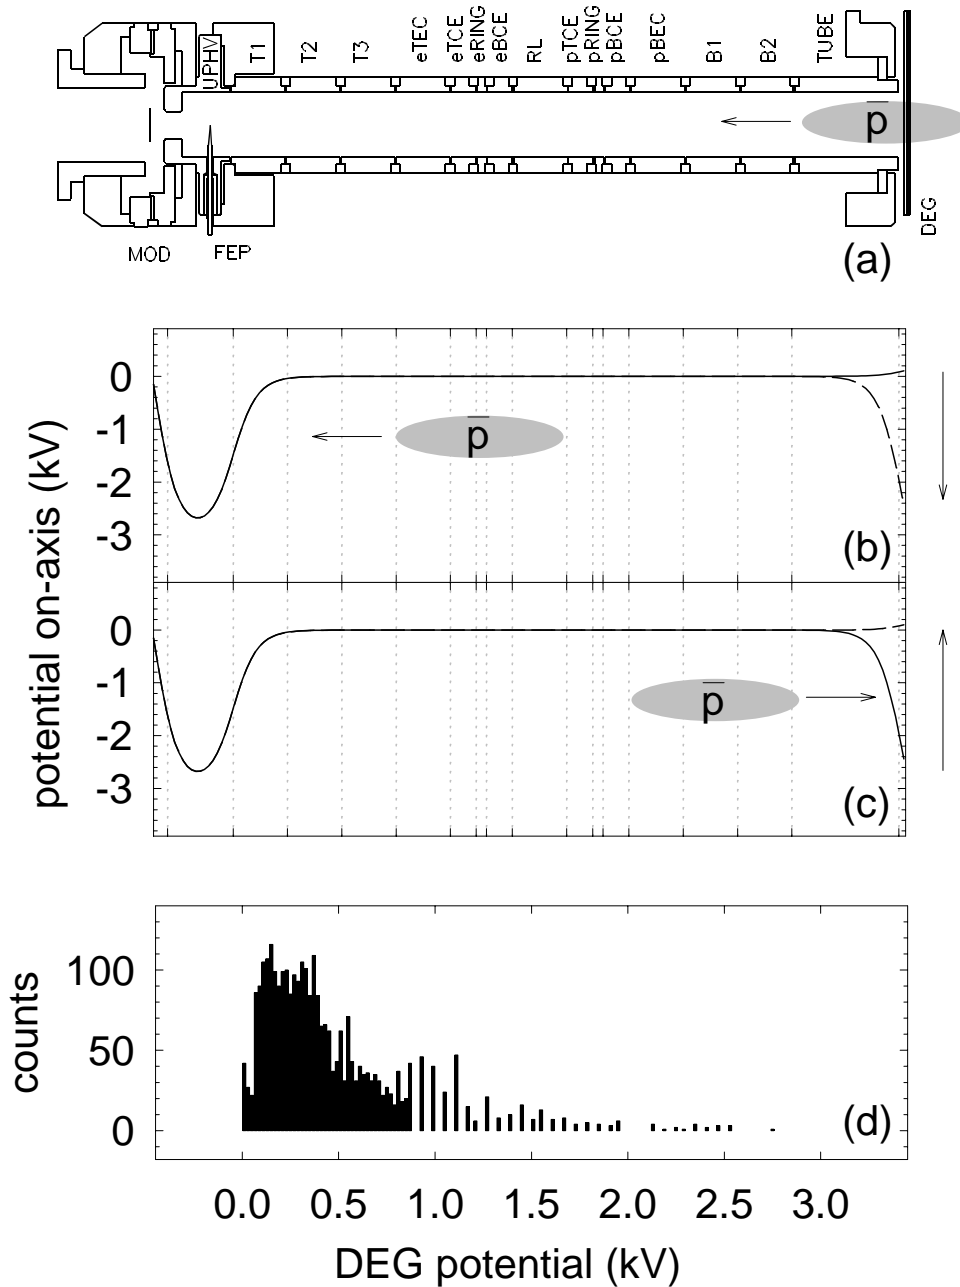 UPHV
T1
T2
T3
eTEC
eTCE
eRING
eBCE
RL
pTCE
pRING
pBCE
pBEC
B1
B2
TUBE
p̅
DEG
MOD
FEP
(a)
potential on-axis (kV)
0
-1
-2
-3
p̅
(b)
0
-1
-2
-3
p̅
(c)
counts
100
50
0
(d)
0.0 0.5 1.0 1.5 2.0 2.5 3.0
DEG potential (kV)